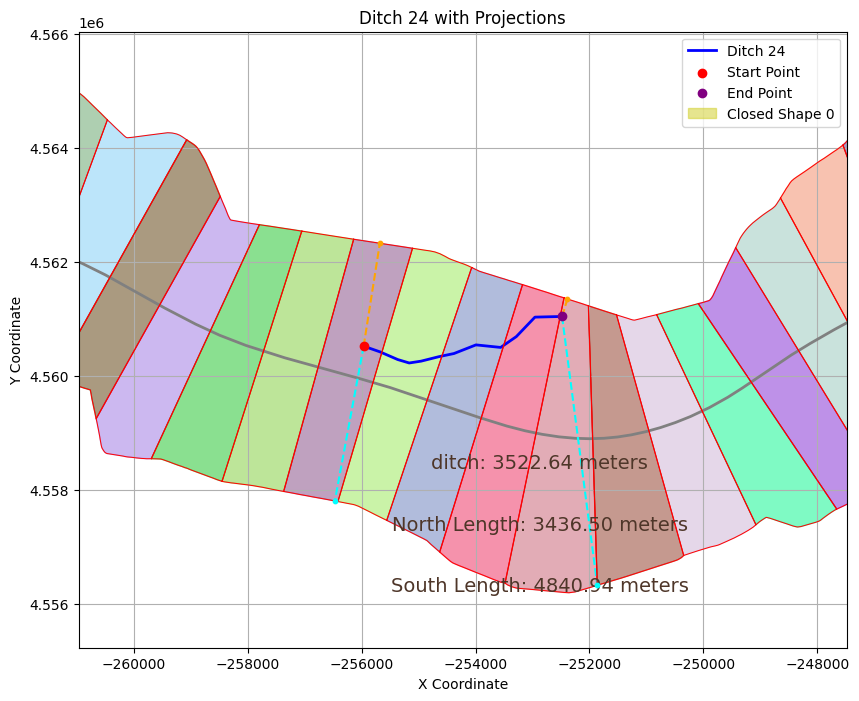 Ditch 24 with Projections
1e6
4.566
4.564
4.562
4.560
4.558
4.556
Y Coordinate
Ditch 24
Start Point
End Point
Closed Shape 0
ditch: 3522.64 meters
North Length: 3436.50 meters
South Length: 4840.94 meters
−260000
−258000
−256000
−254000
−252000
−250000
−248000
X Coordinate